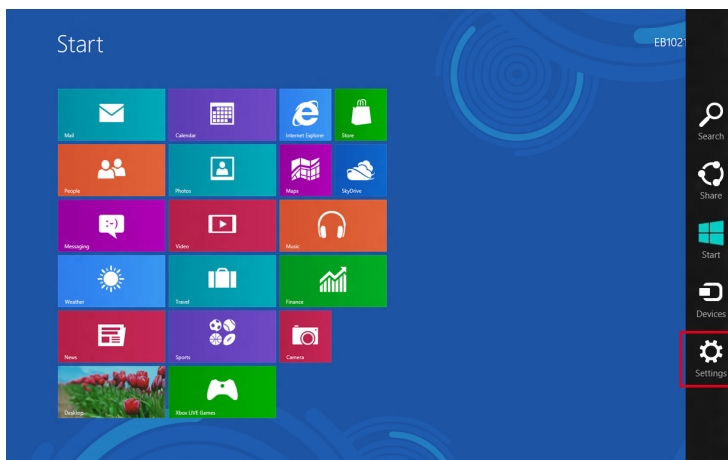 Start
EB1021
Mail
Calendar
Internet Explorer
Store
People
Photos
Maps
SkyDrive
Messaging
Video
Music
Weather
Travel
Finance
News
Sports
Camera
Desktop
Xbox LIVE Games
Search
Share
Start
Devices
Settings